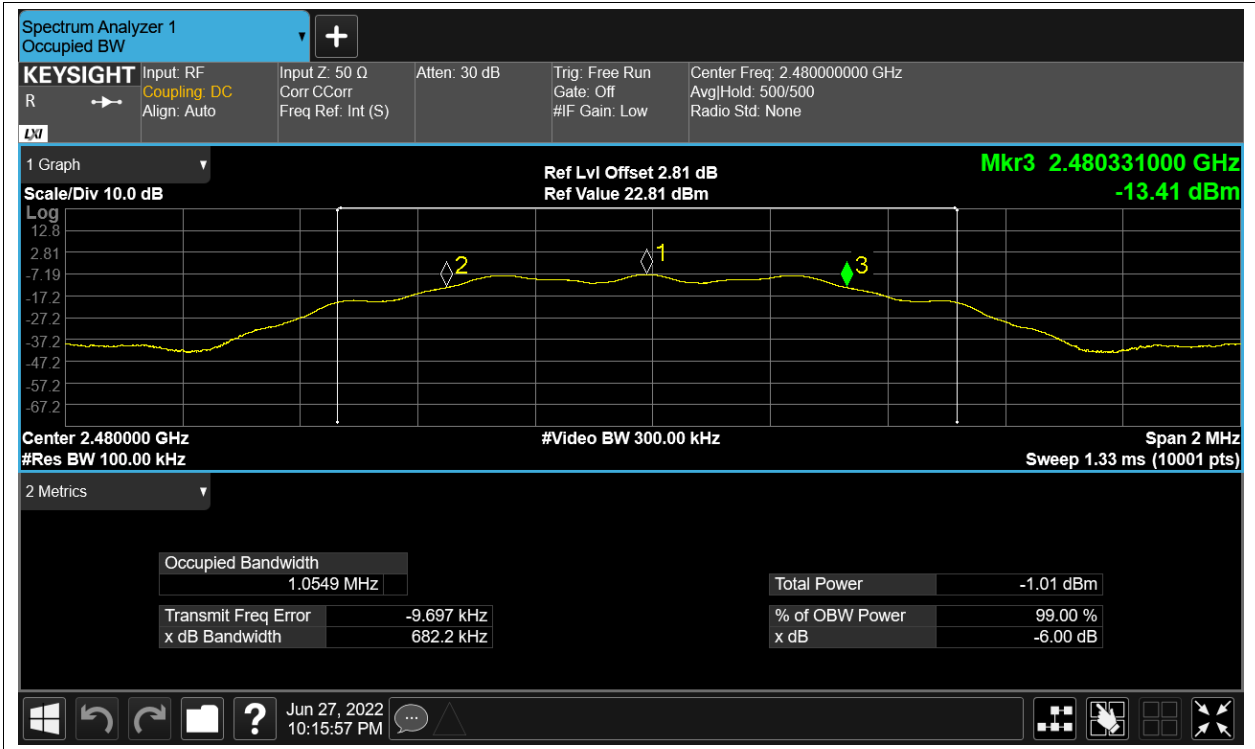 Spectrum Analyzer 1
Occupied BW
KEYSIGHT
R
LXI
Input: RF
Coupling: DC
Align: Auto
Input Z: 50 Ω
Corr CCorr
Freq Ref: Int (S)
Atten: 30 dB
Trig: Free Run
Gate: Off
#IF Gain: Low
Center Freq: 2.480000000 GHz
Avg|Hold: 500/500
Radio Std: None
1 Graph
Scale/Div 10.0 dB
Ref Lvl Offset 2.81 dB
Ref Value 22.81 dBm
Mkr3 2.480331000 GHz
-13.41 dBm
Log
12.8
2.81
-7.19
-17.2
-27.2
-37.2
-47.2
-57.2
-67.2
2
1
3
Center 2.480000 GHz
#Video BW 300.00 kHz
Span 2 MHz
#Res BW 100.00 kHz
Sweep 1.33 ms (10001 pts)
2 Metrics
Occupied Bandwidth
1.0549 MHz
Transmit Freq Error -9.697 kHz
x dB Bandwidth 682.2 kHz
Total Power -1.01 dBm
% of OBW Power 99.00 %
x dB -6.00 dB
?
Jun 27, 2022
10:15:57 PM